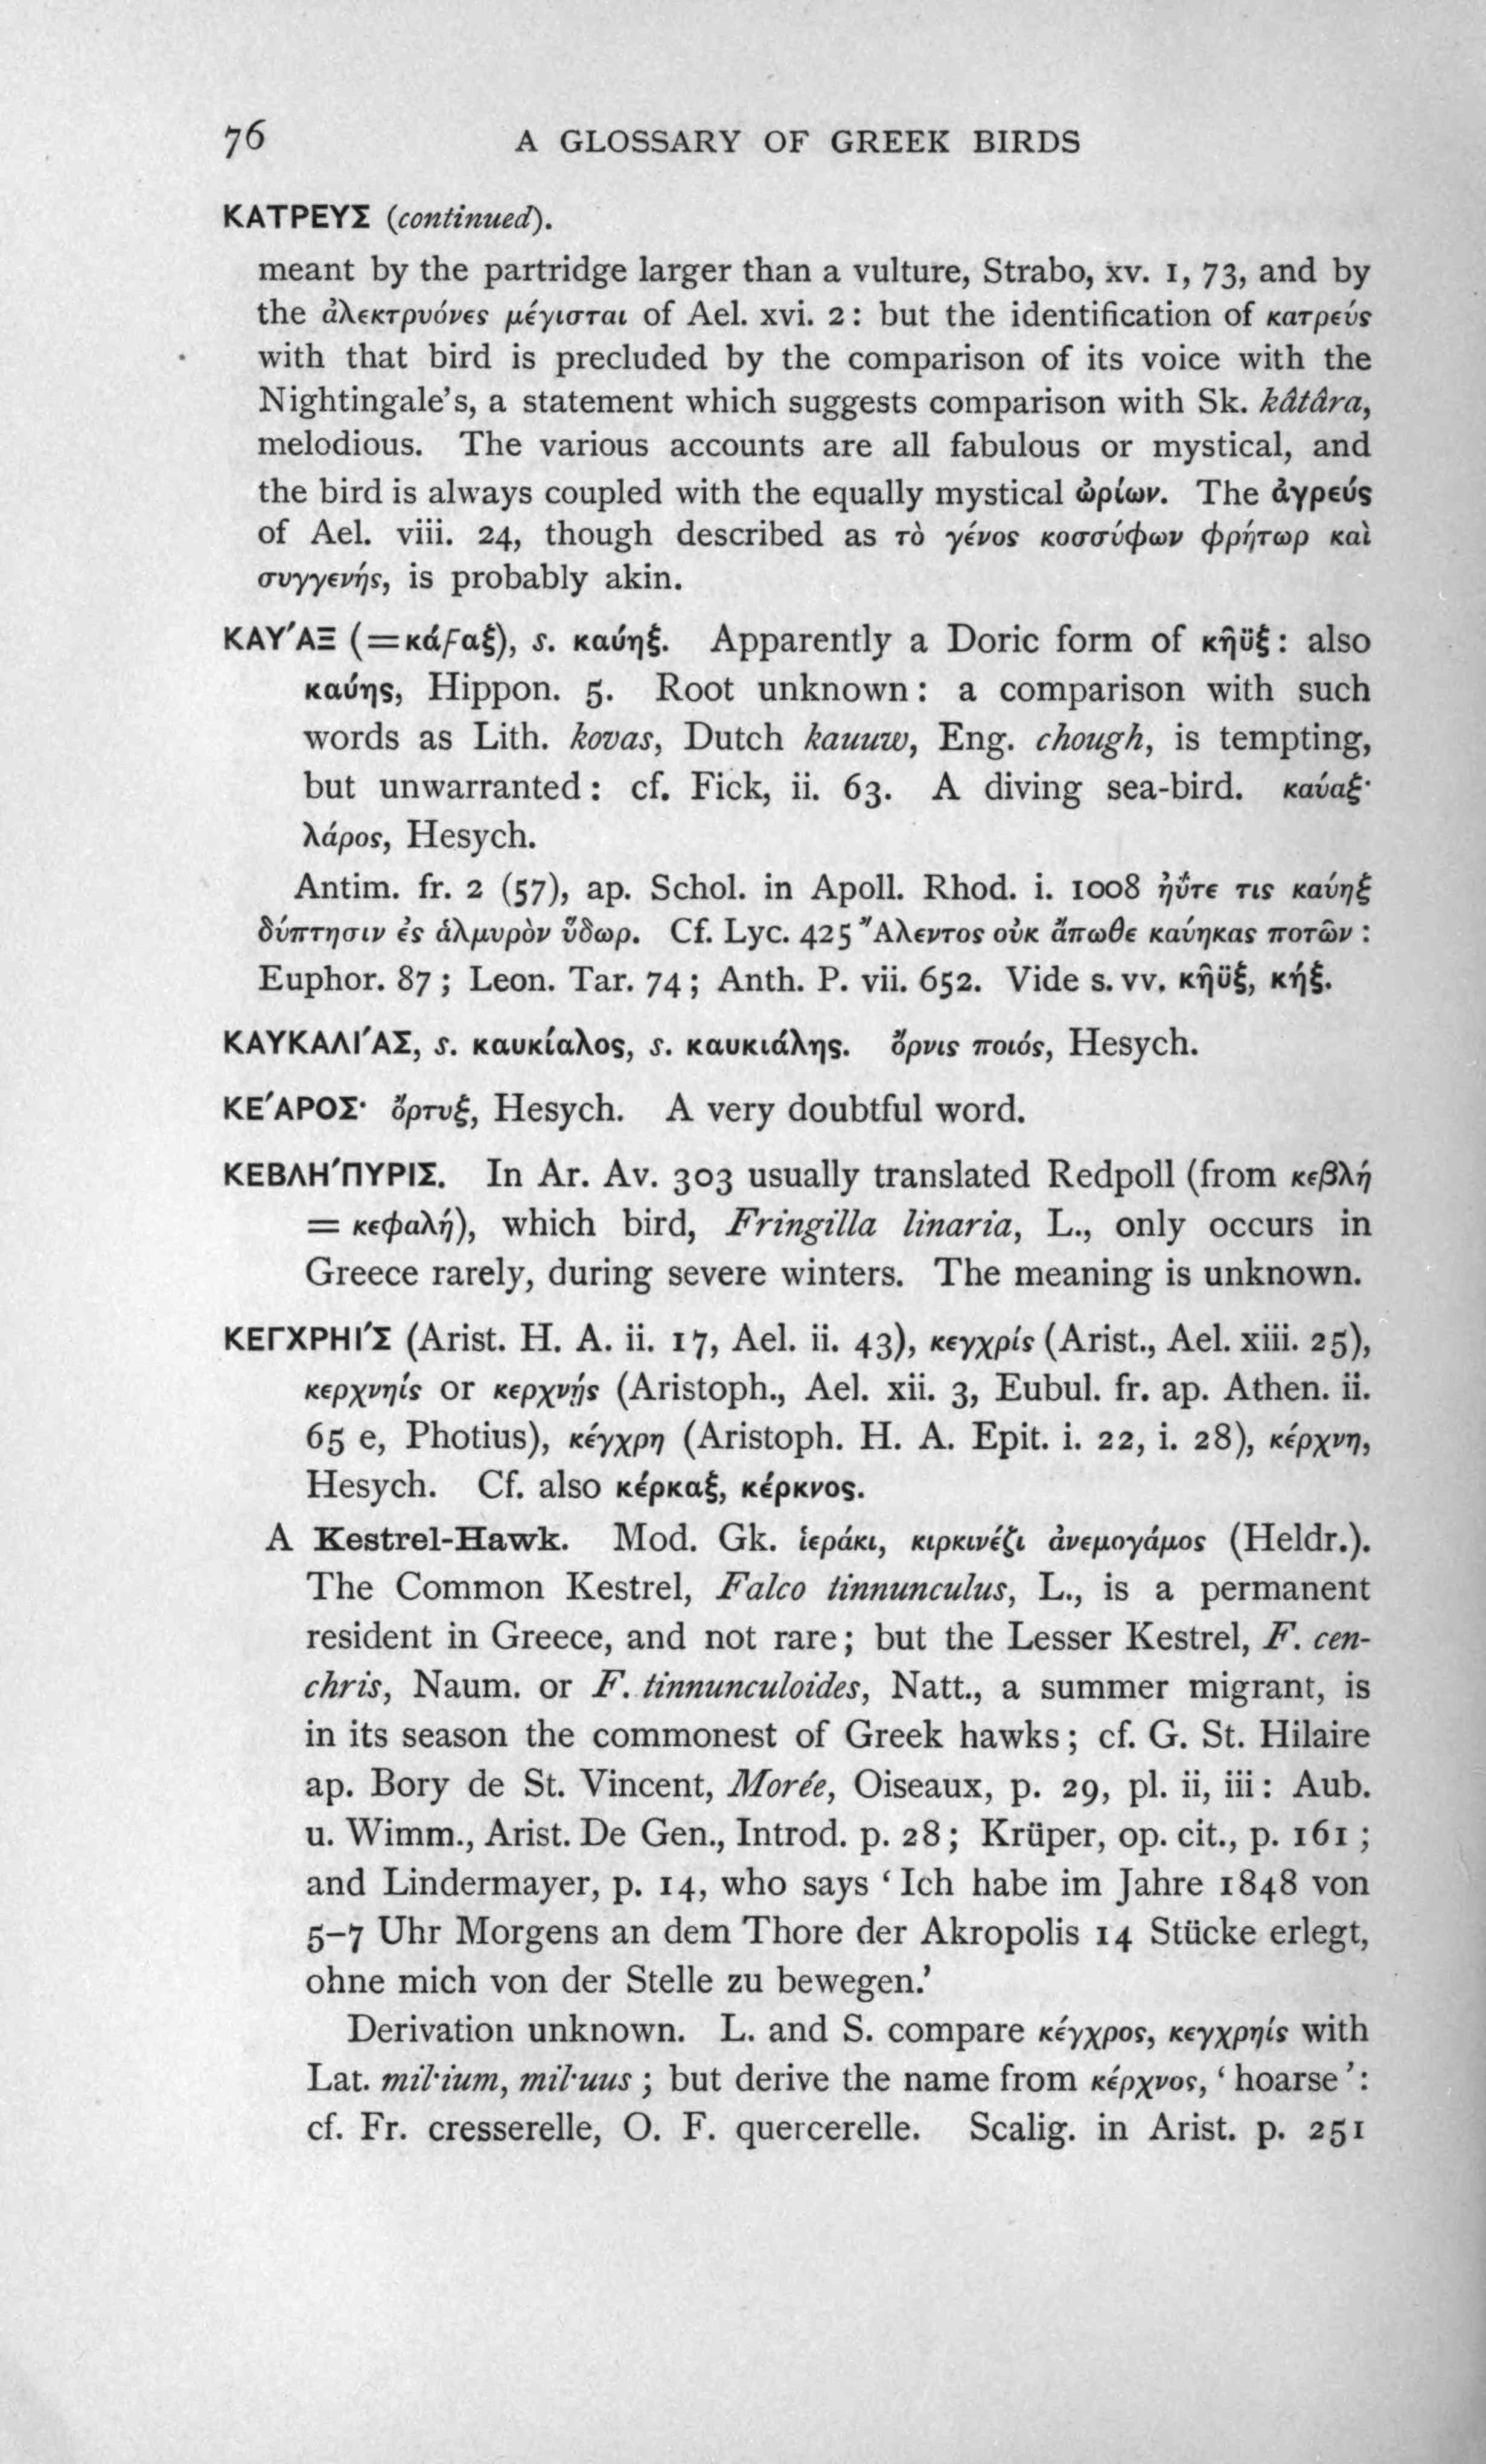 76 A GLOSSARY OF GREEK BIRDS
ΚΑΤΡΕΥΣ (continued).
meant by the partridge larger than a vulture, Strabo, xv. 1, 73, and by
the ἀλεκτρυόνες μέγισται of Ael. xvi. 2: but the identification of κατρεύς
with that bird is precluded by the comparison of its voice with the
Nightingale's, a statement which suggests comparison with Sk. kâtâra,
melodious. The various accounts are all fabulous or mystical, and
the bird is always coupled with the equally mystical ὠρίων. The ἀγρεύς
of Ael. viii. 24, though described as τὸ γένος κοσσύφων φρήτωρ καὶ
συγγενής, is probably akin.
ΚΑΥ´ΑΞ (=κάϝαξ), s. καύηξ. Apparently a Doric form of κῆϋξ: also
καύης, Hippon. 5. Root unknown: a comparison with such
words as Lith. kovas, Dutch kauuw, Eng. chough, is tempting,
but unwarranted: cf. Fick, ii. 63. A diving sea-bird. καύαξ·
λάρος, Hesych.
Antim. fr. 2 (57), ap. Schol. in Apoll. Rhod. i. 1008 ἠΰτε τις καύηξ
δύπτησιν ἐς ἁλμυρὸν ὕδωρ. Cf. Lyc. 425 Ἄλεντος οὐκ ἄπωθε καύηκας ποτῶν:
Euphor. 87; Leon. Tar. 74; Anth. P. vii. 652. Vide s. vv. κῆϋξ, κήξ.
ΚΑΥΚΑΛΙ´ΑΣ, s. καυκίαλος, s. καυκιάλης. ὄρνις ποιός, Hesych.
ΚΕ´ΑΡΟΣ· ὄρτυξ, Hesych. A very doubtful word.
ΚΕΒΛΗ´ΠΥΡΙΣ. In Ar. Av. 303 usually translated Redpoll (from κεβλή
= κεφαλή), which bird, Fringilla linaria, L., only occurs in
Greece rarely, during severe winters. The meaning is unknown.
ΚΕΓΧΡΗΙ´Σ (Arist. H. A. ii. 17, Ael. ii. 43), κεγχρίς (Arist., Ael. xiii. 25),
κερχνηίς or κερχνῄς (Aristoph., Ael. xii. 3, Eubul. fr. ap. Athen. ii.
65 e, Photius), κέγχρη (Aristoph. H. A. Epit. i. 22, i. 28), κέρχνη,
Hesych. Cf. also κέρκαξ, κέρκνος.
A Kestrel-Hawk. Mod. Gk. ἱεράκι, κιρκινέζι ἀνεμογάμος (Heldr.).
The Common Kestrel, Falco tinnunculus, L., is a permanent
resident in Greece, and not rare; but the Lesser Kestrel, F. cen-
chris, Naum. or F. tinnunculoides, Natt., a summer migrant, is
in its season the commonest of Greek hawks; cf. G. St. Hilaire
ap. Bory de St. Vincent, Morée, Oiseaux, p. 29, pl. ii, iii: Aub.
u. Wimm., Arist. De Gen., Introd. p. 28; Krüper, op. cit., p. 161;
and Lindermayer, p. 14, who says 'Ich habe im Jahre 1848 von
5–7 Uhr Morgens an dem Thore der Akropolis 14 Stücke erlegt,
ohne mich von der Stelle zu bewegen.'
Derivation unknown. L. and S. compare κέγχρος, κεγχρηίς with
Lat. mil·ium, mil·uus; but derive the name from κέρχνος, 'hoarse':
cf. Fr. cresserelle, O. F. quercerelle. Scalig. in Arist. p. 251